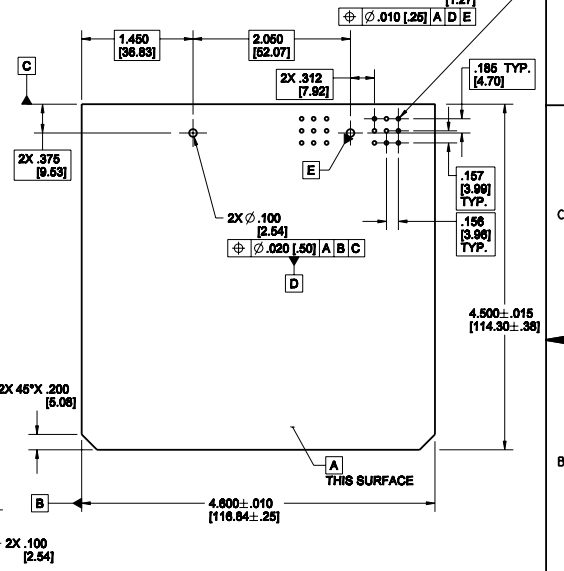 [1.27]
⌖ Ø.010 [.25] A D E
1.450
[36.83]
2.050
[52.07]
C
2X .312
[7.92]
.185 TYP.
[4.70]
2X .375
[9.53]
E
.157
[3.99]
TYP.
2X Ø.100
[2.54]
.156
[3.96]
TYP.
C
⌖ Ø.020 [.50] A B C
D
4.500±.015
[114.30±.38]
2X 45°X .200
[5.08]
A
THIS SURFACE
B
B
4.600±.010
[116.84±.25]
2X .100
[2.54]